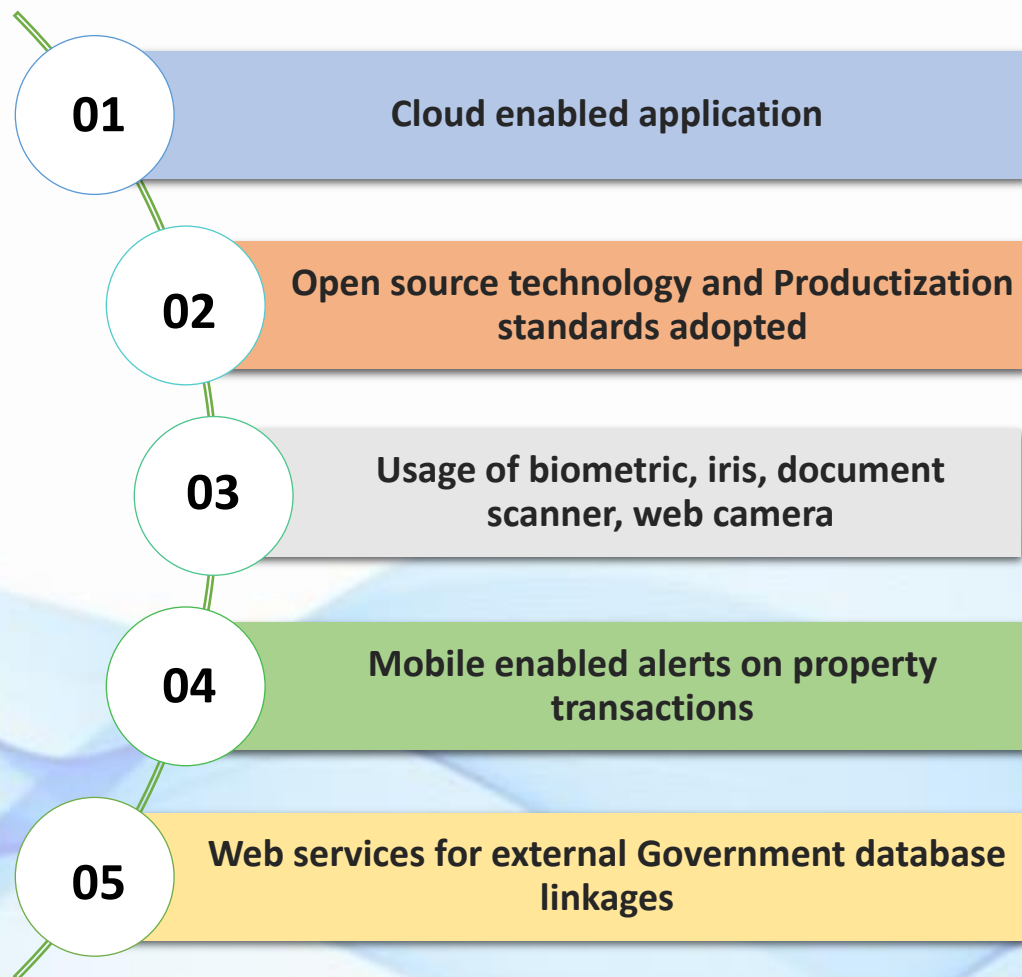 01
Cloud enabled application
02
Open source technology and Productization
standards adopted
03
Usage of biometric, iris, document
scanner, web camera
04
Mobile enabled alerts on property
transactions
05
Web services for external Government database
linkages